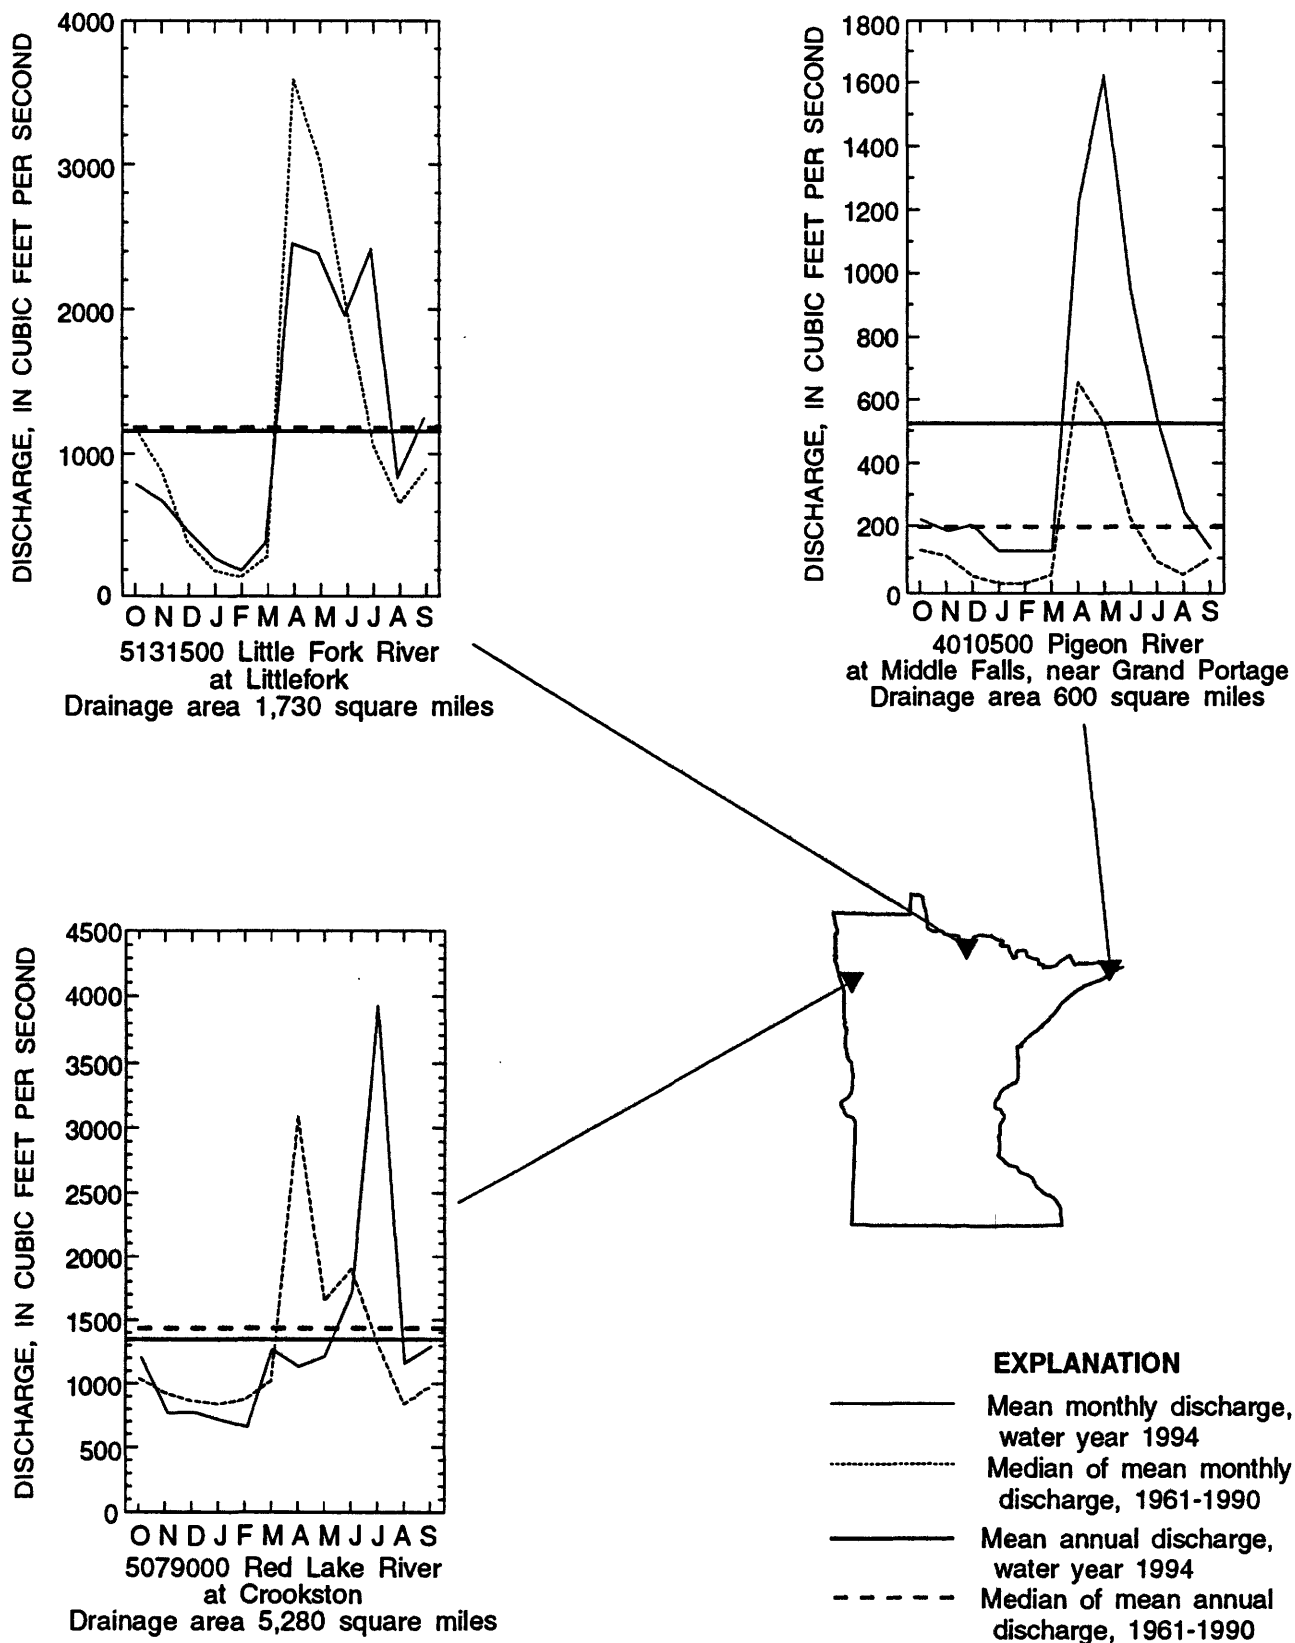 DISCHARGE, IN CUBIC FEET PER SECOND
4000
3000
2000
1000
0
O N D J F M A M J J A S
5131500 Little Fork River
at Littlefork
Drainage area 1,730 square miles
DISCHARGE, IN CUBIC FEET PER SECOND
1800
1600
1400
1200
1000
800
600
400
200
0
O N D J F M A M J J A S
4010500 Pigeon River
at Middle Falls, near Grand Portage
Drainage area 600 square miles
DISCHARGE, IN CUBIC FEET PER SECOND
4500
4000
3500
3000
2500
2000
1500
1000
500
0
O N D J F M A M J J A S
5079000 Red Lake River
at Crookston
Drainage area 5,280 square miles
EXPLANATION
Mean monthly discharge,
water year 1994
Median of mean monthly
discharge, 1961-1990
Mean annual discharge,
water year 1994
Median of mean annual
discharge, 1961-1990